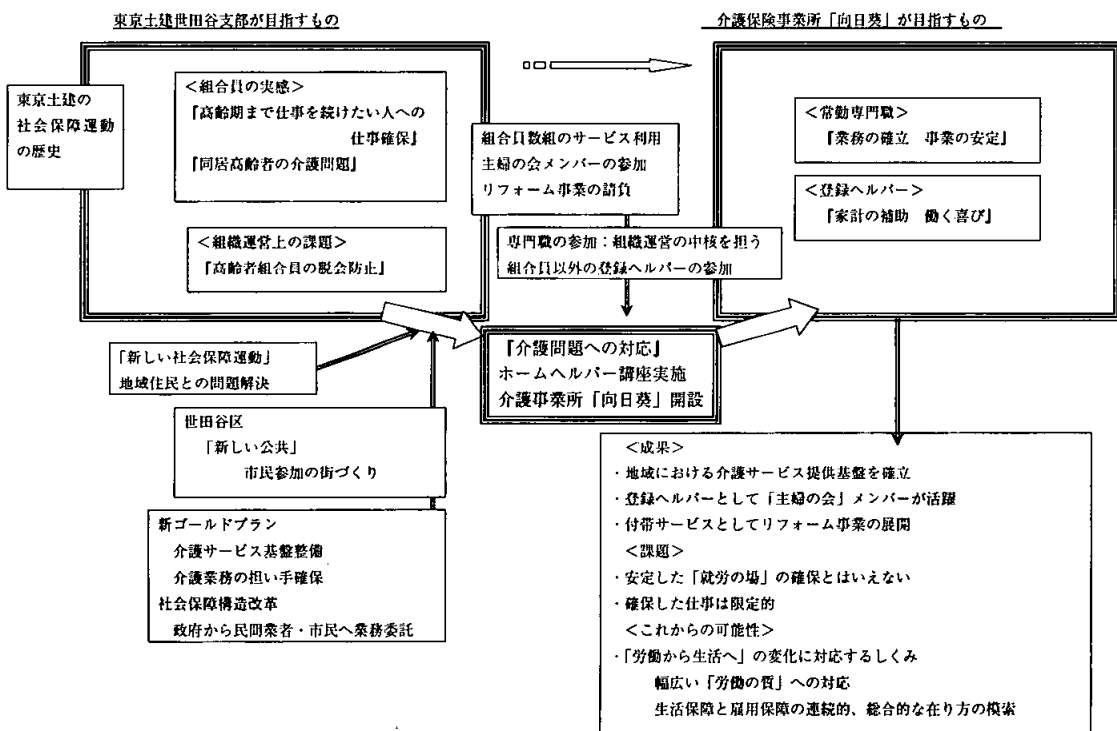 東京土建世田谷支部が目指すもの
介護保険事業所「向日葵」が目指すもの
東京土建の
社会保障運動
の歴史
＜組合員の実感＞
『高齢期まで仕事を続けたい人への
仕事確保』
『同居高齢者の介護問題』
＜組織運営上の課題＞
『高齢者組合員の脱会防止』
組合員数組のサービス利用
主婦の会メンバーの参加
リフォーム事業の請負
専門職の参加：組織運営の中核を担う
組合員以外の登録ヘルパーの参加
＜常勤専門職＞
『業務の確立　事業の安定』
＜登録ヘルパー＞
『家計の補助　働く喜び』
「新しい社会保障運動」
地域住民との問題解決
世田谷区
「新しい公共」
市民参加の街づくり
新ゴールドプラン
介護サービス基盤整備
介護業務の担い手確保
社会保障構造改革
政府から民間業者・市民へ業務委託
『介護問題への対応』
ホームヘルパー講座実施
介護事業所「向日葵」開設
＜成果＞
・地域における介護サービス提供基盤を確立
・登録ヘルパーとして「主婦の会」メンバーが活躍
・付帯サービスとしてリフォーム事業の展開
＜課題＞
・安定した「就労の場」の確保とはいえない
・確保した仕事は限定的
＜これからの可能性＞
・「労働から生活へ」の変化に対応するしくみ
幅広い「労働の質」への対応
生活保障と雇用保障の連続的、総合的な在り方の模索